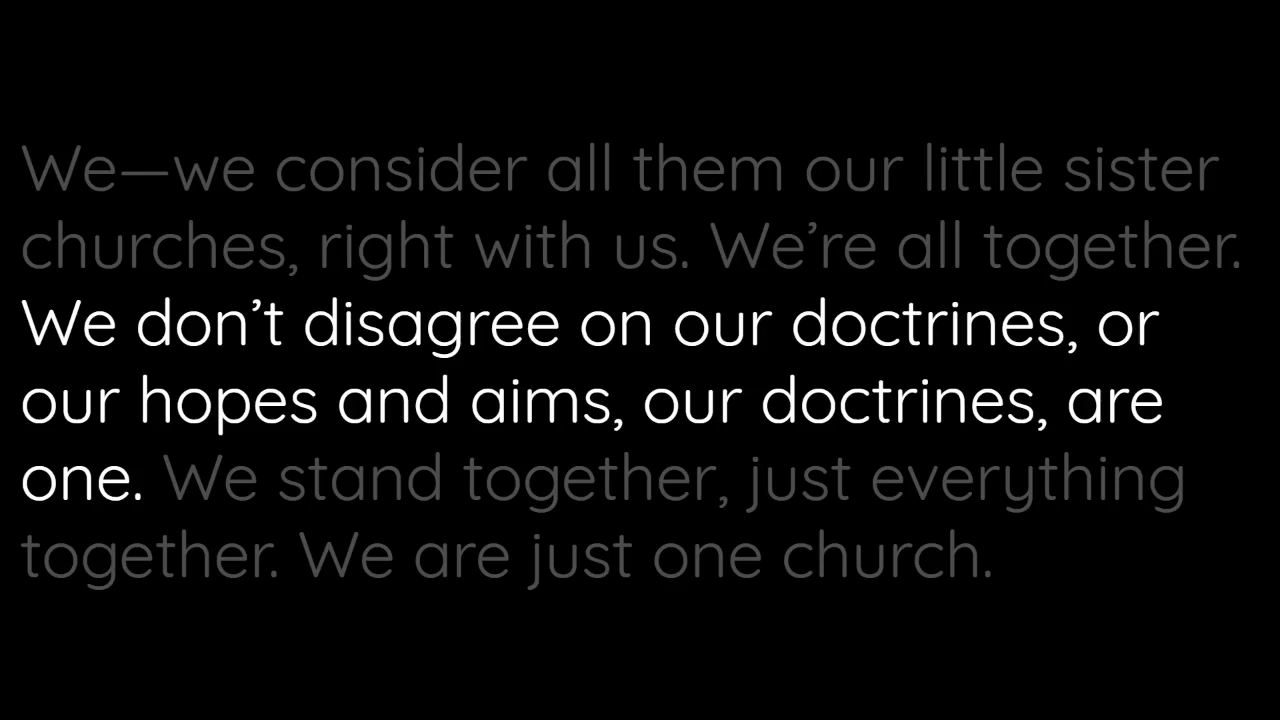 We—we consider all them our little sister
churches, right with us. We’re all together.
We don’t disagree on our doctrines, or
our hopes and aims, our doctrines, are
one. We stand together, just everything
together. We are just one church.